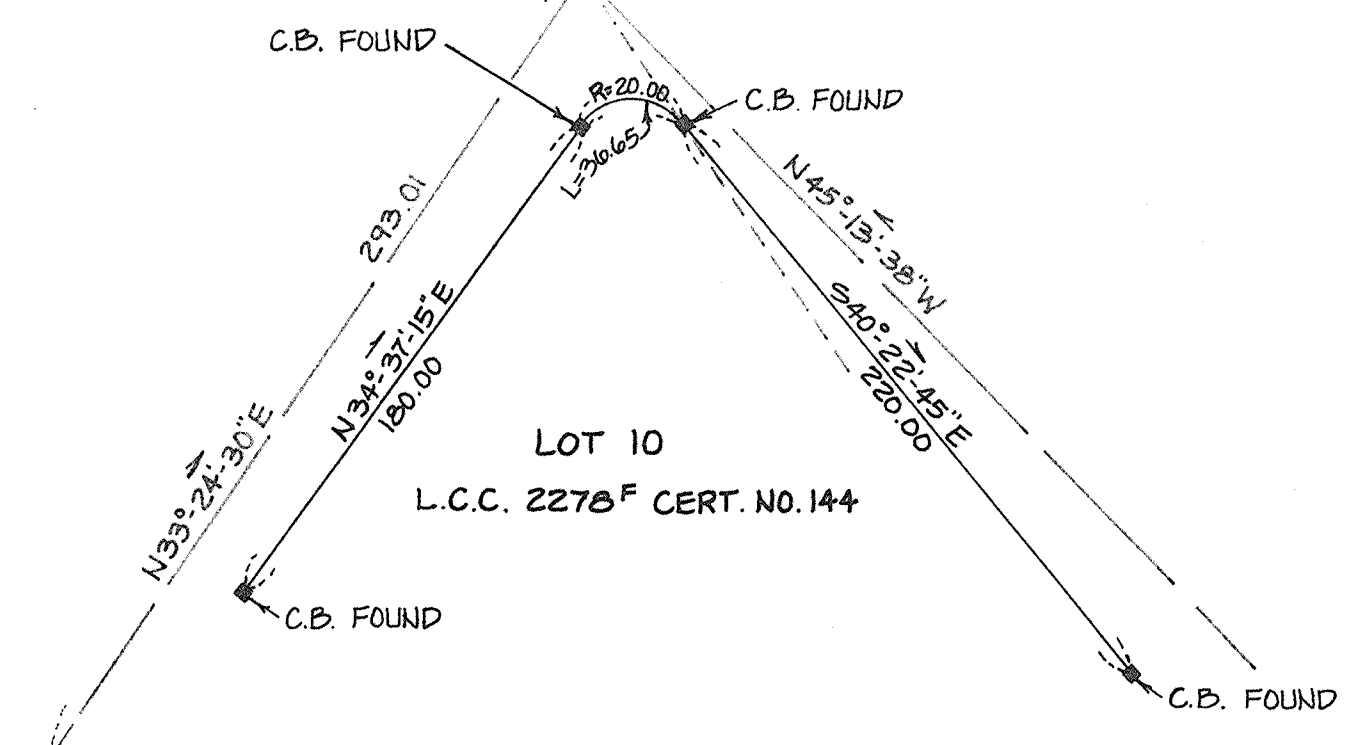 C.B. FOUND
R=20.00
C.B. FOUND
L=36.65
N45°-13'-38"W
293.01
N34°-37'-15"E
180.00
S40°-22'-45"E
220.00
N33°-24'-30"E
LOT 10
L.C.C. 2278F CERT. NO. 144
C.B. FOUND
C.B. FOUND